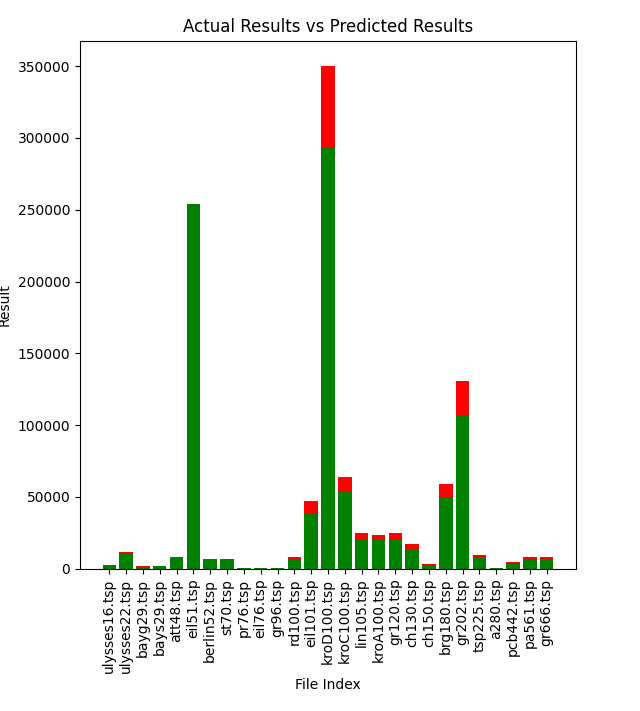 Actual Results vs Predicted Results
350000
300000
250000
200000
150000
100000
50000
0
Result
ulysses16.tsp
ulysses22.tsp
bayg29.tsp
bays29.tsp
att48.tsp
eil51.tsp
berlin52.tsp
st70.tsp
pr76.tsp
eil76.tsp
gr96.tsp
rd100.tsp
eil101.tsp
kroD100.tsp
kroC100.tsp
lin105.tsp
kroA100.tsp
gr120.tsp
ch130.tsp
ch150.tsp
brg180.tsp
gr202.tsp
tsp225.tsp
a280.tsp
pcb442.tsp
pa561.tsp
gr666.tsp
File Index